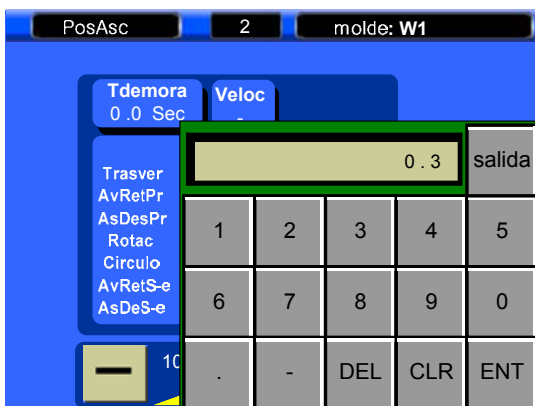 PosAsc 2 molde: W1
Tdemora Veloc
0 .0 Sec -
0 . 3 salida
Trasver
AvRetPr
AsDesPr
Rotac
Circulo
AvRetS-e
AsDeS-e
1 2 3 4 5
6 7 8 9 0
. - DEL CLR ENT
10